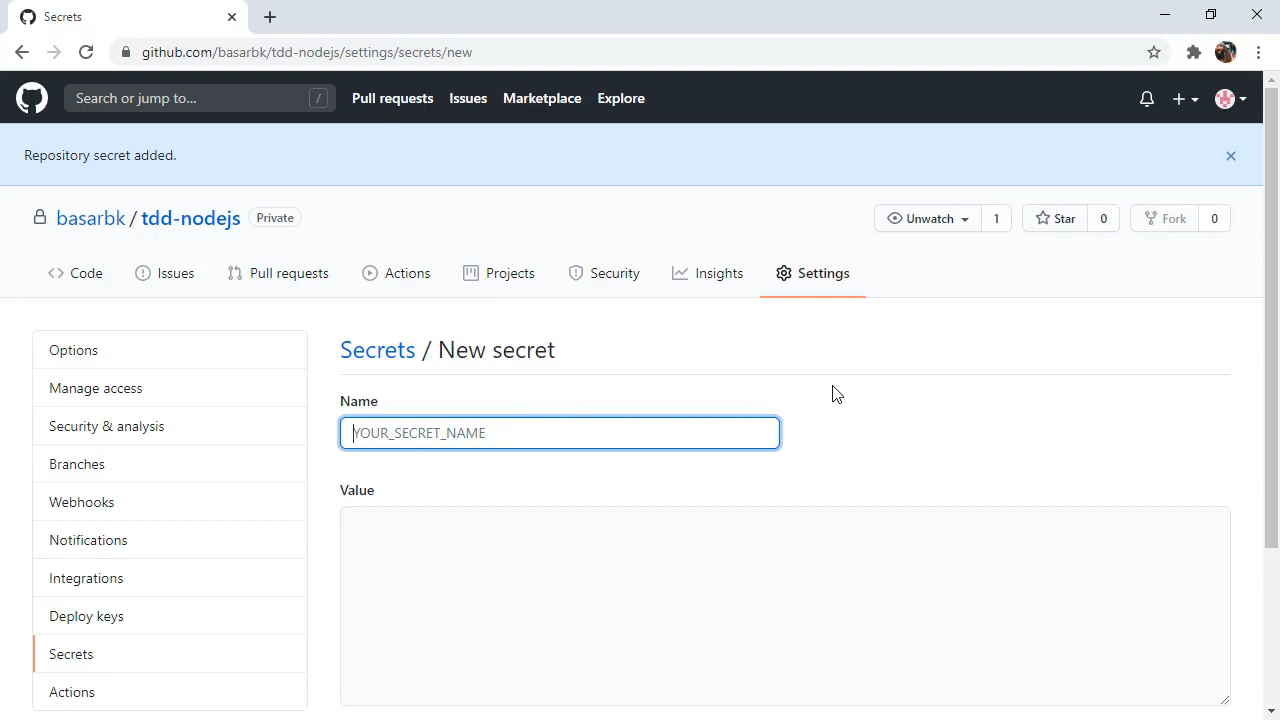 Secrets
github.com/basarbk/tdd-nodejs/settings/secrets/new
Search or jump to... /
Pull requests Issues Marketplace Explore
Repository secret added.
basarbk / tdd-nodejs Private
Unwatch 1 Star 0 Fork 0
Code Issues Pull requests Actions Projects Security Insights Settings
Options
Manage access
Security & analysis
Branches
Webhooks
Notifications
Integrations
Deploy keys
Secrets
Actions
Secrets / New secret
Name
YOUR_SECRET_NAME
Value